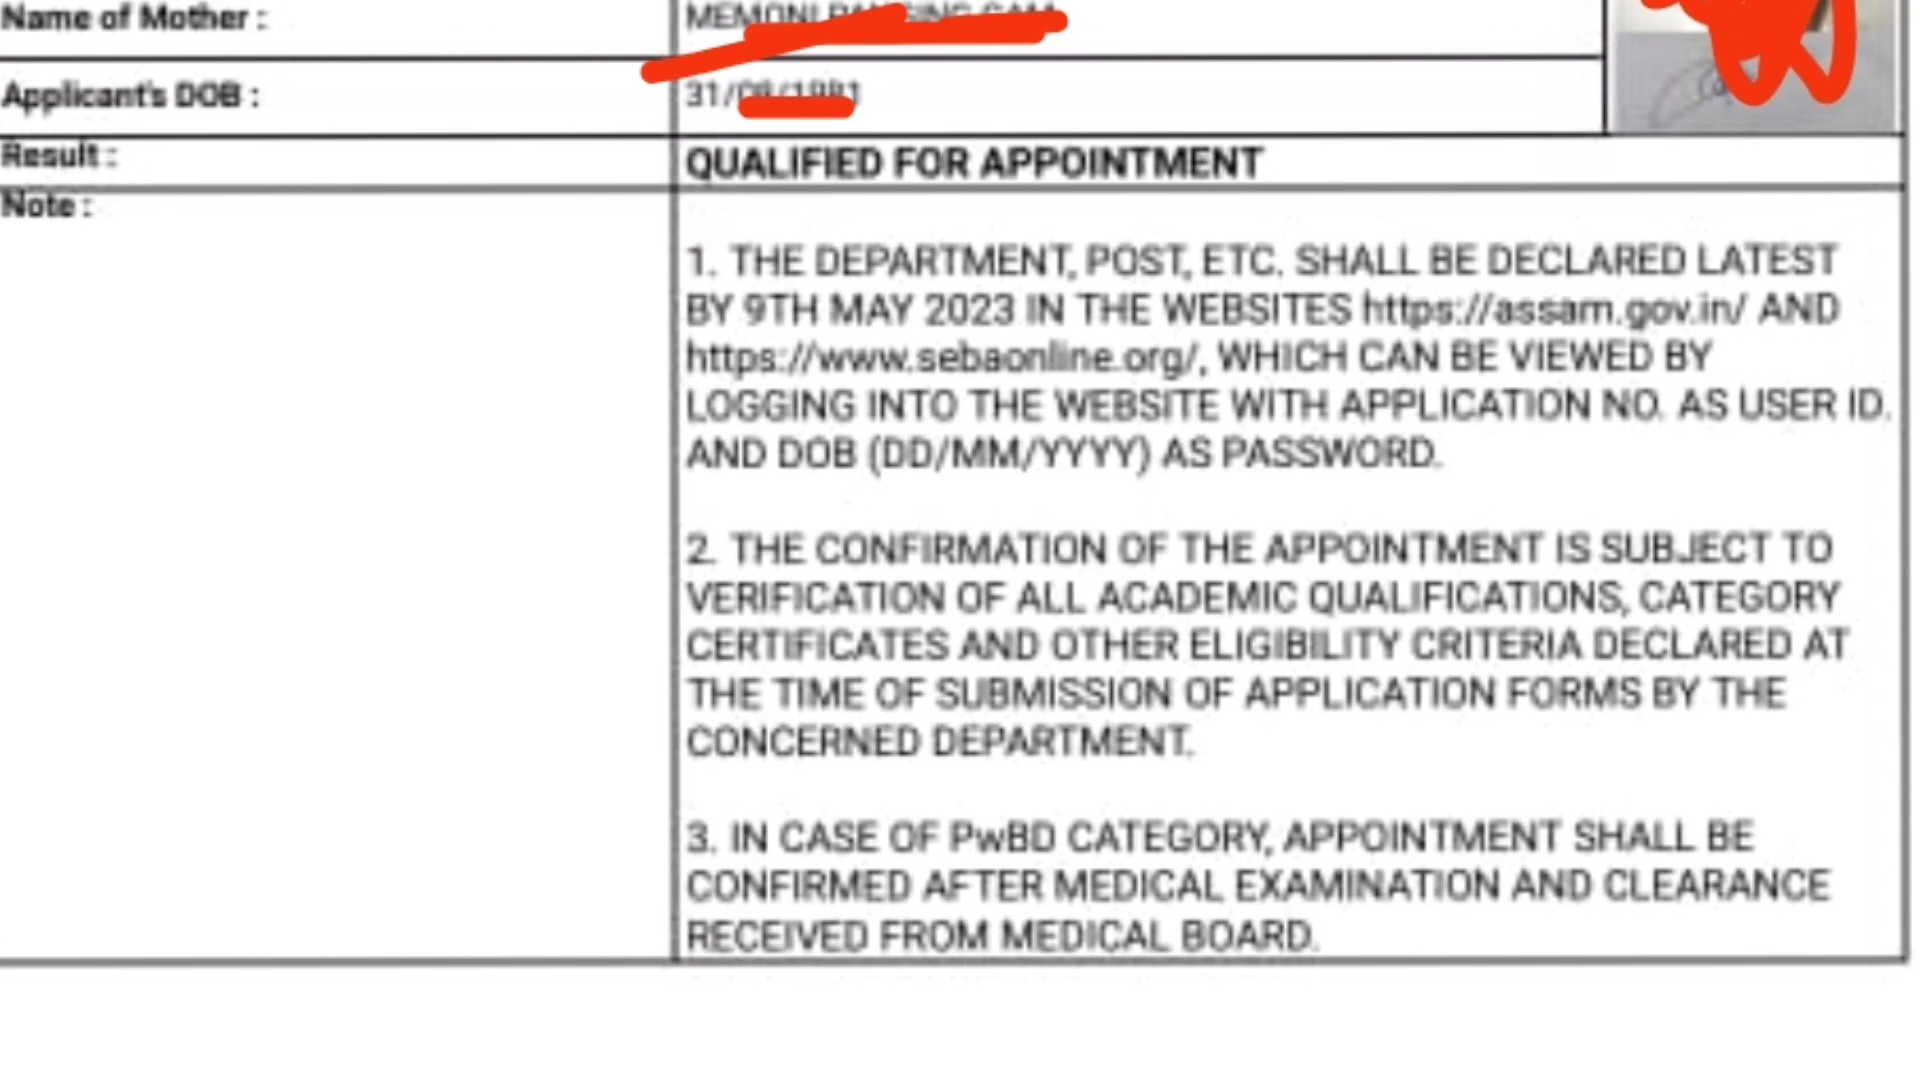 Name of Mother :
Applicant's DOB :
31/
Result :
QUALIFIED FOR APPOINTMENT
Note :
1. THE DEPARTMENT, POST, ETC. SHALL BE DECLARED LATEST
BY 9TH MAY 2023 IN THE WEBSITES https://assam.gov.in/ AND
https://www.sebaonline.org/, WHICH CAN BE VIEWED BY
LOGGING INTO THE WEBSITE WITH APPLICATION NO. AS USER ID.
AND DOB (DD/MM/YYYY) AS PASSWORD.
2. THE CONFIRMATION OF THE APPOINTMENT IS SUBJECT TO
VERIFICATION OF ALL ACADEMIC QUALIFICATIONS, CATEGORY
CERTIFICATES AND OTHER ELIGIBILITY CRITERIA DECLARED AT
THE TIME OF SUBMISSION OF APPLICATION FORMS BY THE
CONCERNED DEPARTMENT.
3. IN CASE OF PwBD CATEGORY, APPOINTMENT SHALL BE
CONFIRMED AFTER MEDICAL EXAMINATION AND CLEARANCE
RECEIVED FROM MEDICAL BOARD.